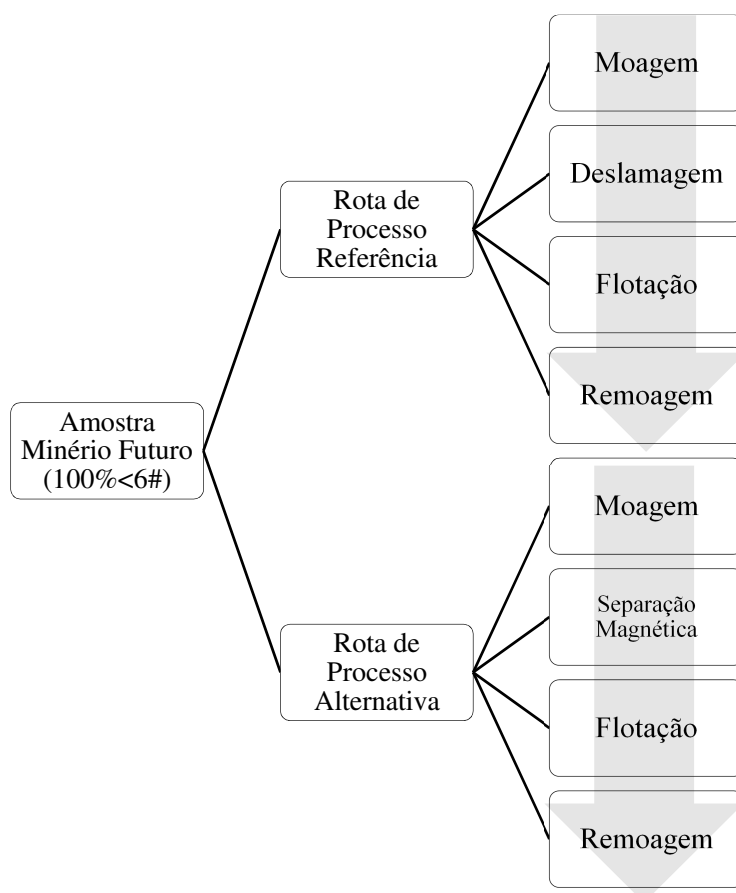 Amostra
Minério Futuro
(100%<6#)
Rota de
Processo
Referência
Moagem
Deslamagem
Flotação
Remoagem
Rota de
Processo
Alternativa
Moagem
Separação
Magnética
Flotação
Remoagem